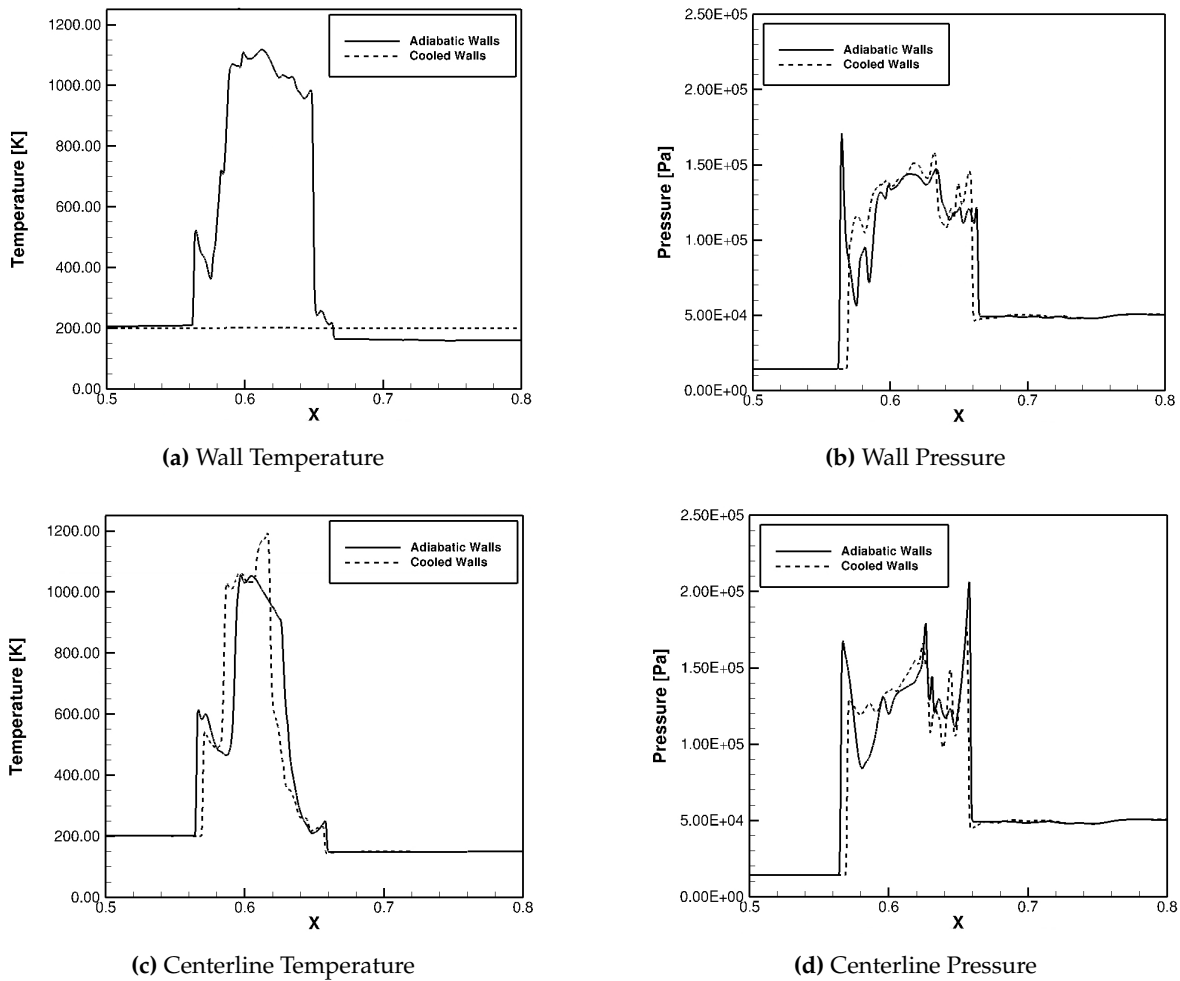 1200.00
1000.00
800.00
600.00
400.00
200.00
0.00
Temperature [K]
0.5 0.6 0.7 0.8
X
Adiabatic Walls
Cooled Walls
(a) Wall Temperature
2.50E+05
2.00E+05
1.50E+05
1.00E+05
5.00E+04
0.00E+00
Pressure [Pa]
0.5 0.6 0.7 0.8
X
Adiabatic Walls
Cooled Walls
(b) Wall Pressure
1200.00
1000.00
800.00
600.00
400.00
200.00
0.00
Temperature [K]
0.5 0.6 0.7 0.8
X
Adiabatic Walls
Cooled Walls
(c) Centerline Temperature
2.50E+05
2.00E+05
1.50E+05
1.00E+05
5.00E+04
0.00E+00
Pressure [Pa]
0.5 0.6 0.7 0.8
X
Adiabatic Walls
Cooled Walls
(d) Centerline Pressure